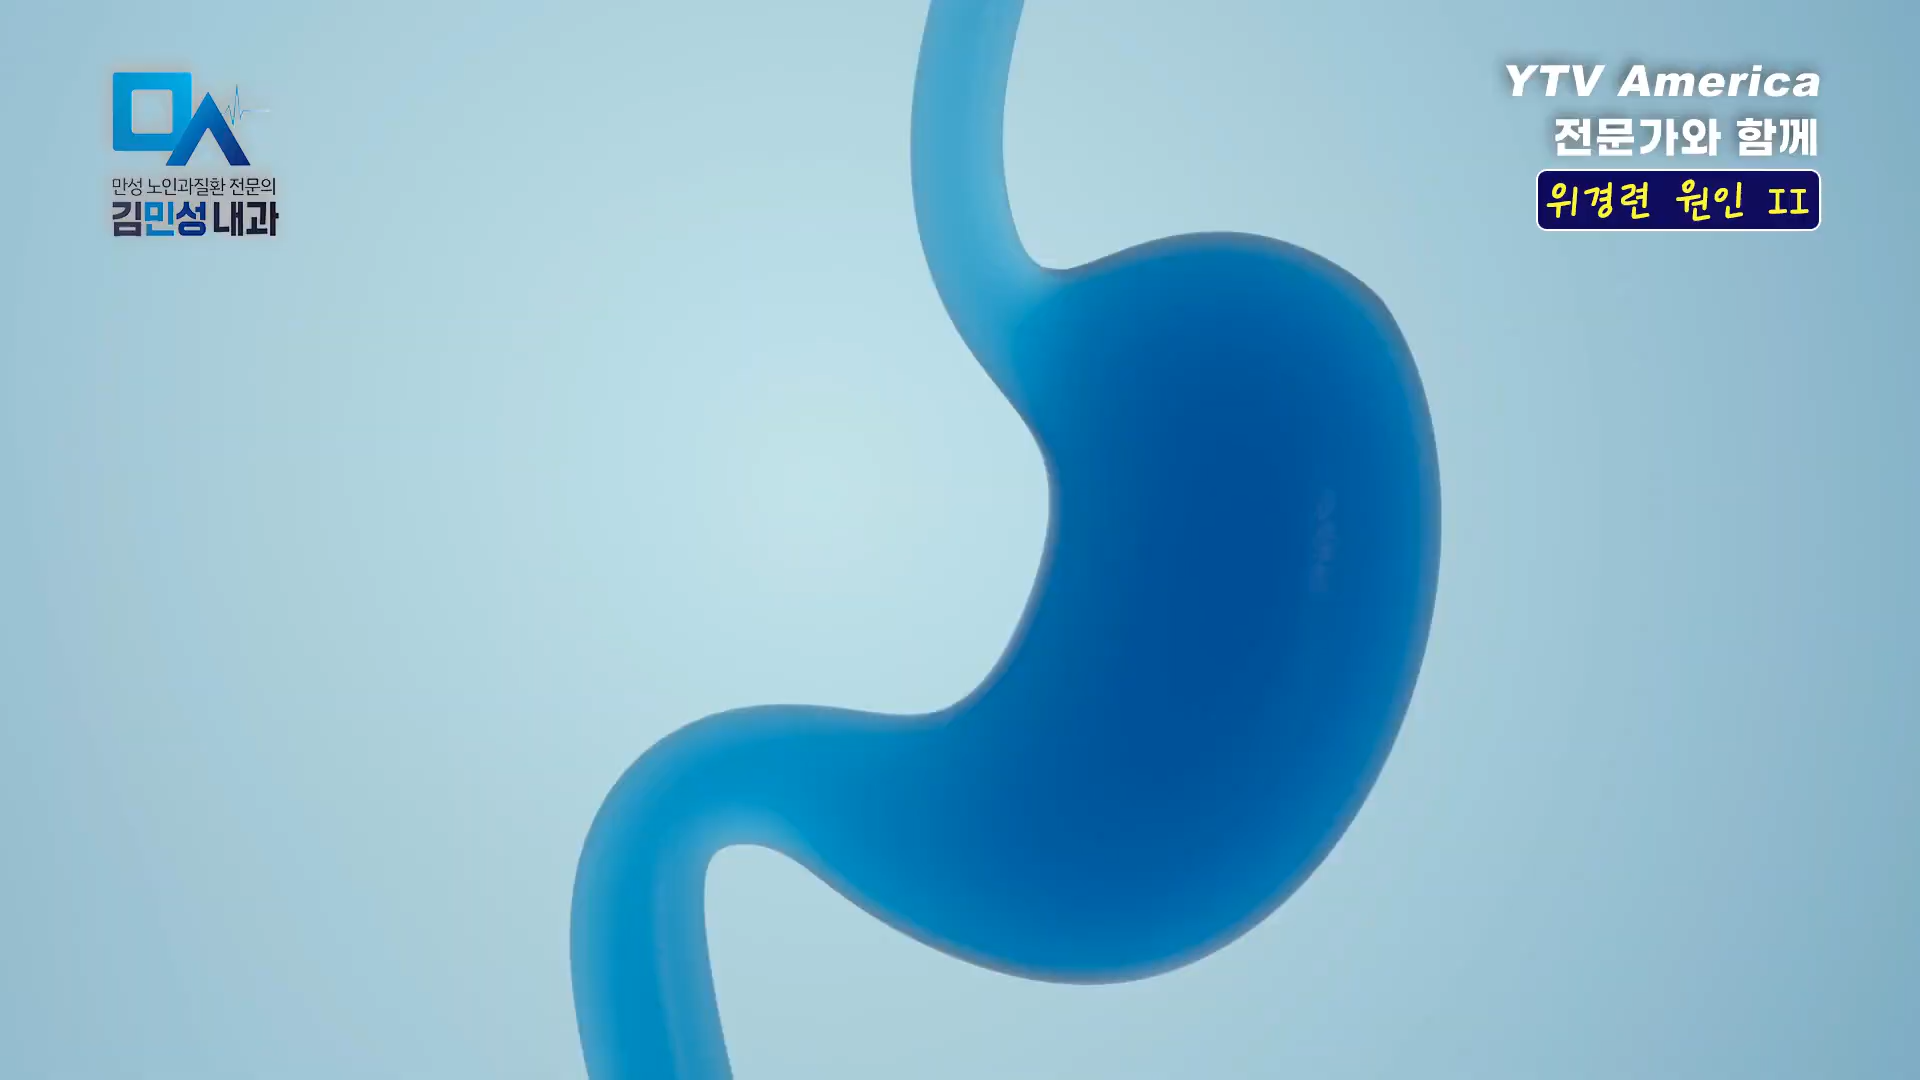 만성 노인과질환 전문의
김민성 내과
YTV America
전문가와 함께
위경련 원인 II